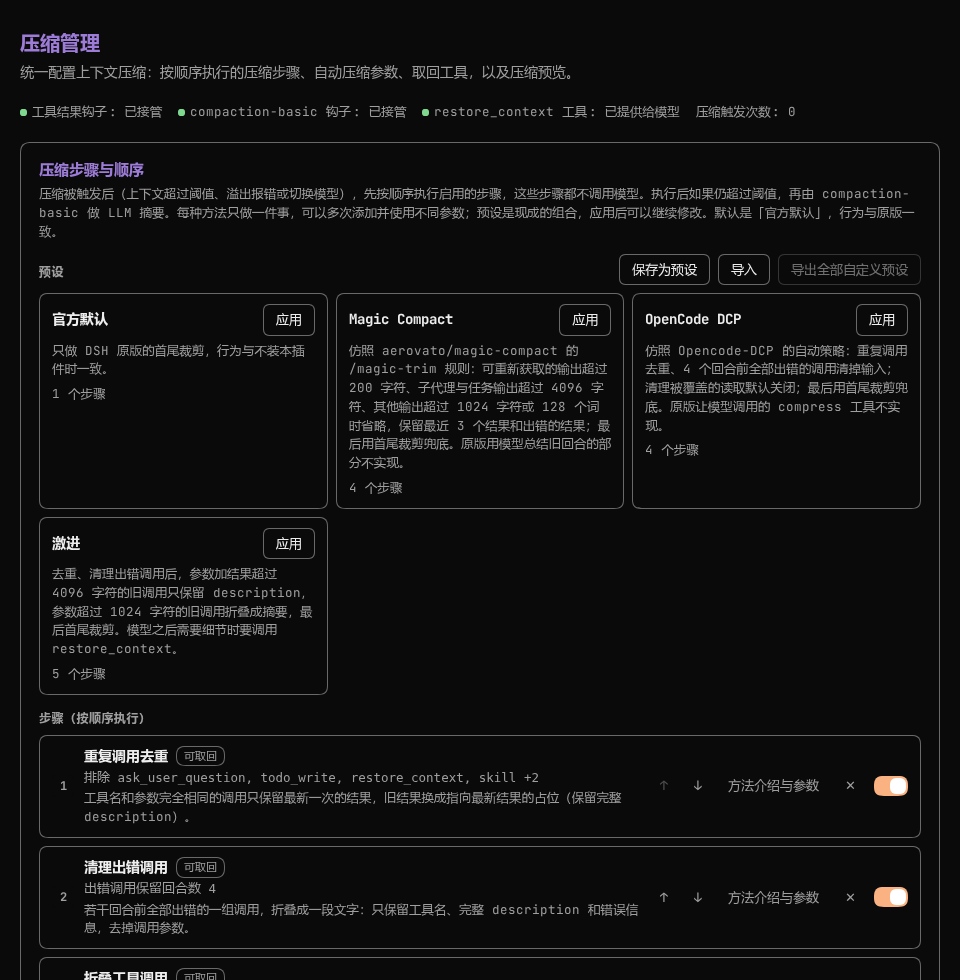 压缩管理
统一配置上下文压缩：按顺序执行的压缩步骤、自动压缩参数、取回工具，以及压缩预览。
工具结果钩子：已接管 compaction-basic 钩子：已接管 restore_context 工具：已提供给模型 压缩触发次数：0
压缩步骤与顺序
压缩被触发后（上下文超过阈值、溢出报错或切换模型），先按顺序执行启用的步骤，这些步骤都不调用模型。执行后如果仍超过阈值，再由 compaction-
basic 做 LLM 摘要。每种方法只做一件事，可以多次添加并使用不同参数；预设是现成的组合，应用后可以继续修改。默认是「官方默认」，行为与原版一
致。
预设 保存为预设 导入 导出全部自定义预设
官方默认 应用
只做 DSH 原版的首尾裁剪，行为与不装本插
件时一致。
1 个步骤
Magic Compact 应用
仿照 aerovato/magic-compact 的
/magic-trim 规则：可重新获取的输出超过
200 字符、子代理与任务输出超过 4096 字
符、其他输出超过 1024 字符或 128 个词
时省略，保留最近 3 个结果和出错的结果；最
后用首尾裁剪兜底。原版用模型总结旧回合的部
分不实现。
4 个步骤
OpenCode DCP 应用
仿照 Opencode-DCP 的自动策略：重复调用
去重、4 个回合前全部出错的调用清掉输入；
清理被覆盖的读取默认关闭；最后用首尾裁剪兜
底。原版让模型调用的 compress 工具不实
现。
4 个步骤
激进 应用
去重、清理出错调用后，参数加结果超过
4096 字符的旧调用只保留 description，
参数超过 1024 字符的旧调用折叠成摘要，最
后首尾裁剪。模型之后需要细节时要调用
restore_context。
5 个步骤
步骤（按顺序执行）
1 重复调用去重 可取回
排除 ask_user_question, todo_write, restore_context, skill +2
工具名和参数完全相同的调用只保留最新一次的结果，旧结果换成指向最新结果的占位（保留完整
description）。
↑ ↓ 方法介绍与参数 ×
2 清理出错调用 可取回
出错调用保留回合数 4
若干回合前全部出错的一组调用，折叠成一段文字：只保留工具名、完整 description 和错误信
息，去掉调用参数。
↑ ↓ 方法介绍与参数 ×
折叠工具调用 可取回